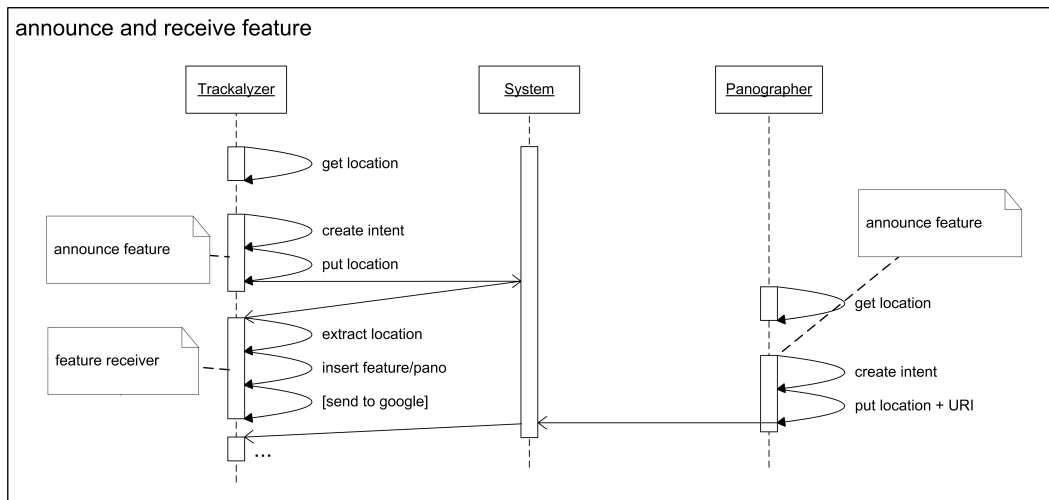 announce and receive feature
Trackalyzer
System
Panographer
get location
announce feature
create intent
announce feature
put location
get location
extract location
feature receiver
insert feature/pano
create intent
[send to google]
put location + URI
...